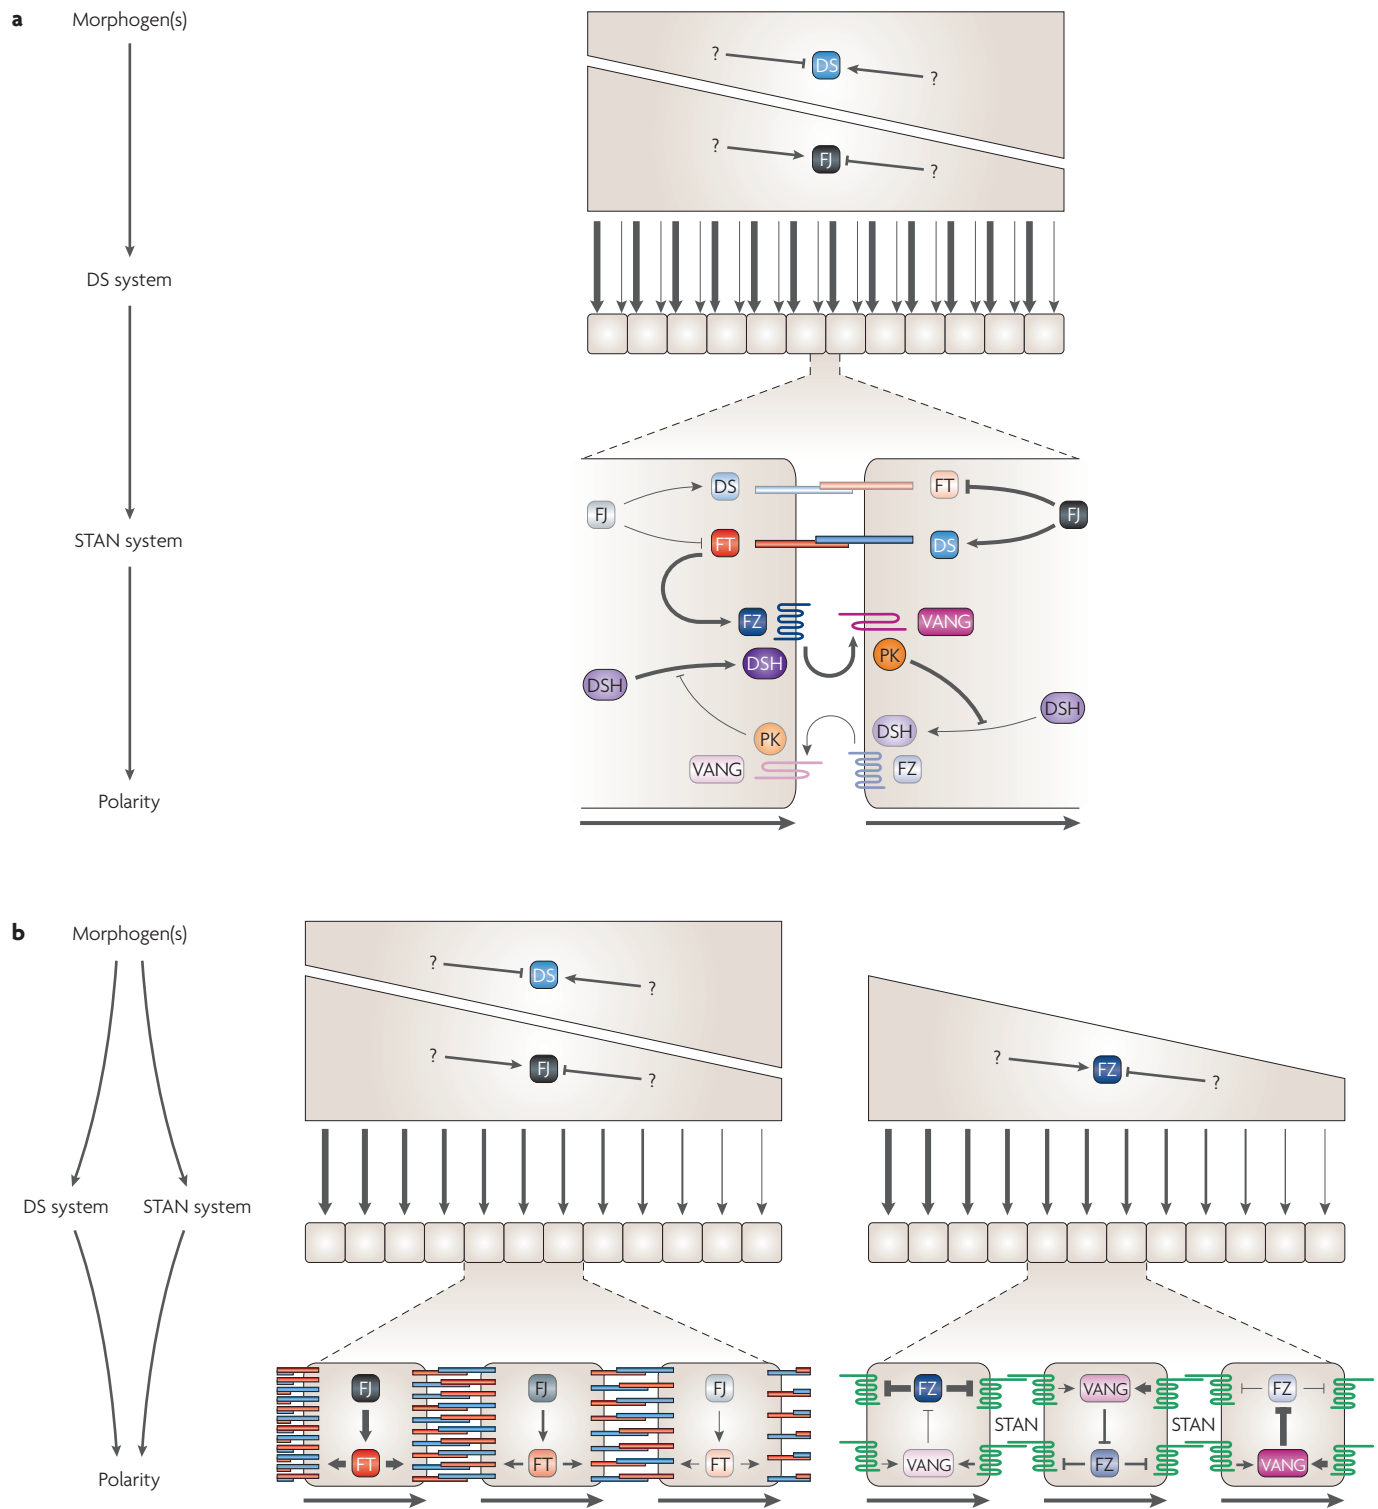 a
Morphogen(s)
DS system
STAN system
Polarity
?
DS
?
?
FJ
?
DS
FT
FJ
FJ
FT
DS
FZ
VANG
DSH
PK
DSH
DSH
PK
DSH
VANG
FZ
b
Morphogen(s)
DS system
STAN system
Polarity
?
DS
?
?
FJ
?
?
FZ
?
FJ
FJ
FJ
FT
FT
FT
FZ
VANG
FZ
STAN
STAN
VANG
FZ
VANG